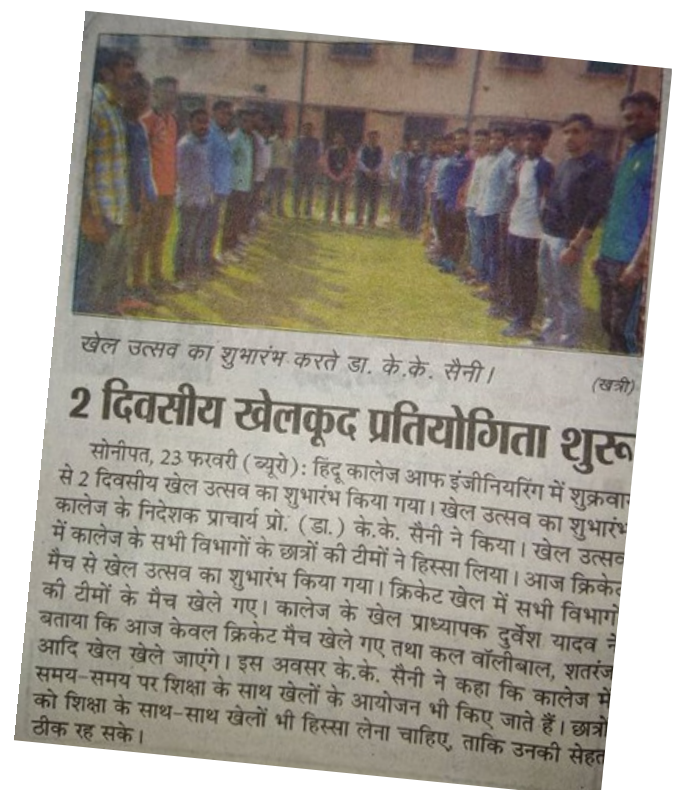 खेल उत्सव का शुभारंभ करते डा. के.के. सैनी।
(खत्री)
2 दिवसीय खेलकूद प्रतियोगिता शुरू
सोनीपत, 23 फरवरी (ब्यूरो): हिंदू कालेज आफ इंजीनियरिंग में शुक्रवार
से 2 दिवसीय खेल उत्सव का शुभारंभ किया गया। खेल उत्सव का शुभारंभ
कालेज के निदेशक प्राचार्य प्रो. (डा.) के.के. सैनी ने किया। खेल उत्सव
में कालेज के सभी विभागों के छात्रों की टीमों ने हिस्सा लिया। आज क्रिकेट
मैच से खेल उत्सव का शुभारंभ किया गया। क्रिकेट खेल में सभी विभागों
की टीमों के मैच खेले गए। कालेज के खेल प्राध्यापक दुर्वेश यादव ने
बताया कि आज केवल क्रिकेट मैच खेले गए तथा कल वॉलीबाल, शतरंज
आदि खेल खेले जाएंगे। इस अवसर के.के. सैनी ने कहा कि कालेज में
समय-समय पर शिक्षा के साथ खेलों के आयोजन भी किए जाते हैं। छात्रों
को शिक्षा के साथ-साथ खेलों भी हिस्सा लेना चाहिए, ताकि उनकी सेहत
ठीक रह सके।